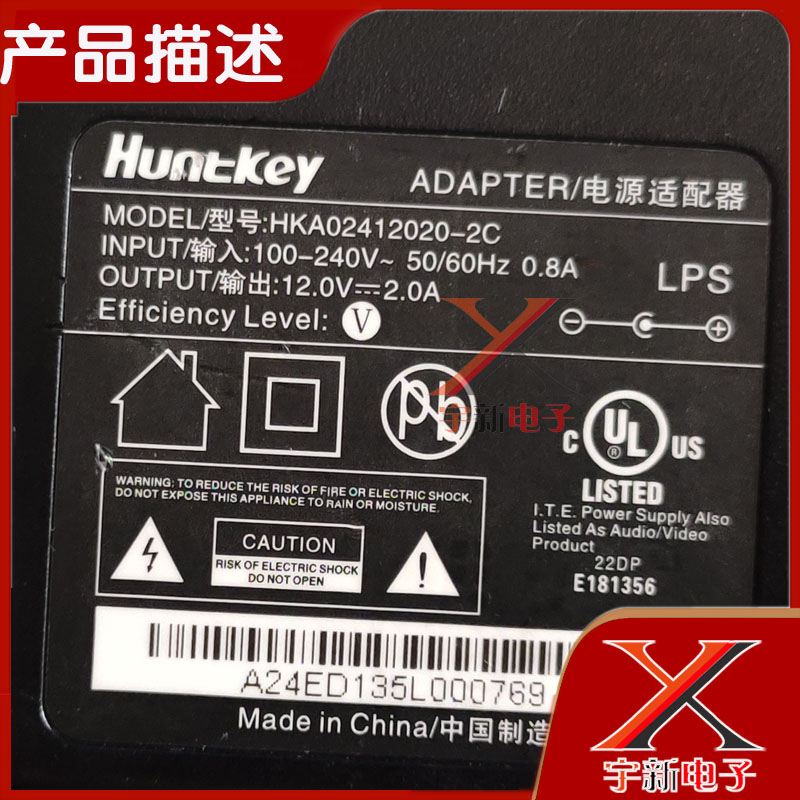 产品描述
Huntkey
ADAPTER/电源适配器
MODEL/型号:HKA02412020-2C
INPUT/输入:100-240V~ 50/60Hz 0.8A
OUTPUT/输出:12.0V⎓2.0A
LPS
Efficiency Level: V
Pb
宇新电子
C UL US
®
LISTED
I.T.E. Power Supply Also
Listed As Audio/Video
Product
22DP
E181356
WARNING: TO REDUCE THE RISK OF FIRE OR ELECTRIC SHOCK,
DO NOT EXPOSE THIS APPLIANCE TO RAIN OR MOISTURE.
CAUTION
RISK OF ELECTRIC SHOCK
DO NOT OPEN
A24ED135L000769
Made in China/中国制造
X
宇新电子